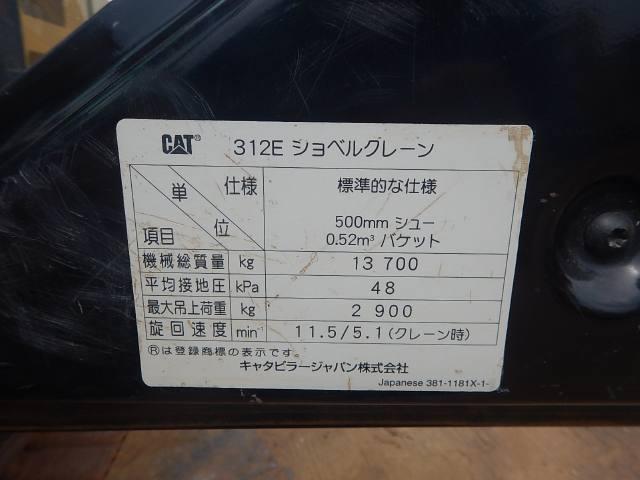 CAT® 312E ショベルクレーン
単位 仕様 標準的な仕様
項目 500mm シュー
0.52m³ バケット
機械総質量 kg 13 700
平均接地圧 kPa 48
最大吊上荷重 kg 2 900
旋回速度 min⁻¹ 11.5/5.1(クレーン時)
®は登録商標の表示です。
キャタピラージャパン株式会社
Japanese 381-1181X-1-